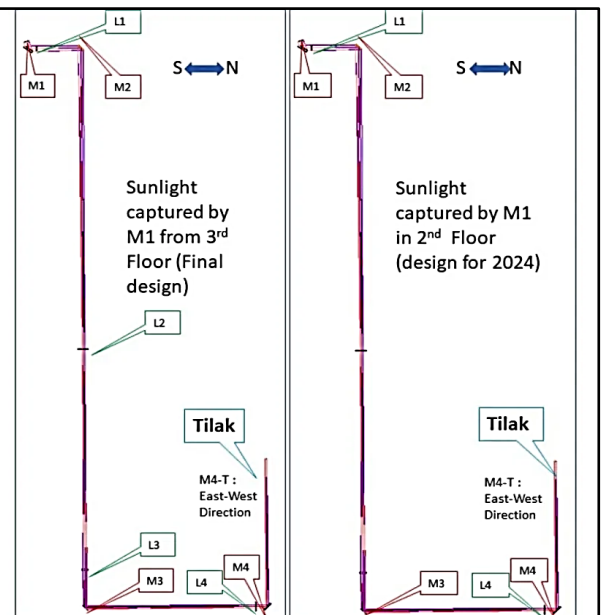 L1
M1
M2
S
N
Sunlight
captured by
M1 from 3rd
Floor (Final
design)
L2
Tilak
M4-T :
East-West
Direction
L3
M3
L4
M4
L1
M1
M2
S
N
Sunlight
captured by M1
in 2nd Floor
(design for 2024)
Tilak
M4-T :
East-West
Direction
M3
L4
M4